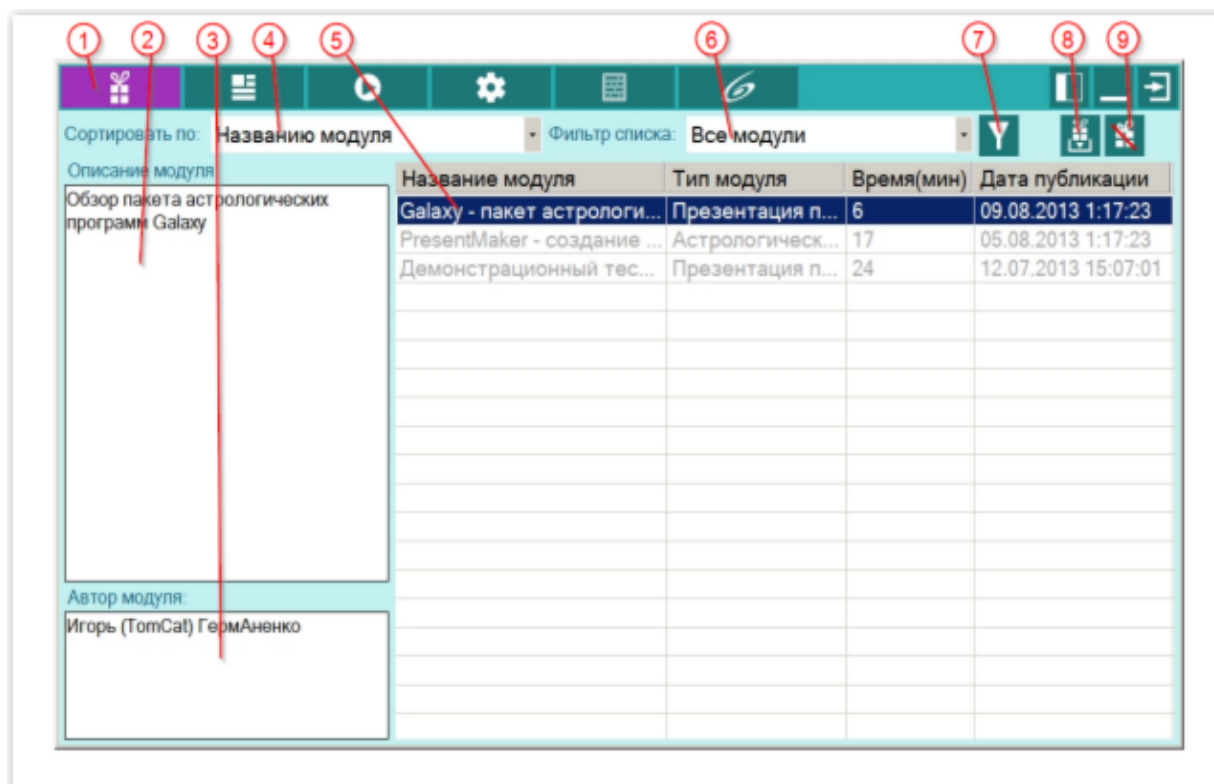 1 2 3 4 5 6 7 8 9
Сортировать по: Названию модуля Фильтр списка: Все модули
Описание модуля:
Обзор пакета астрологических
программ Galaxy
Автор модуля:
Игорь (TomCat) ГермАненко
Название модуля Тип модуля Время(мин) Дата публикации
Galaxy - пакет астрологи... Презентация п... 6 09.08.2013 1:17:23
PresentMaker - создание ... Астрологическ... 17 05.08.2013 1:17:23
Демонстрационный тес... Презентация п... 24 12.07.2013 15:07:01